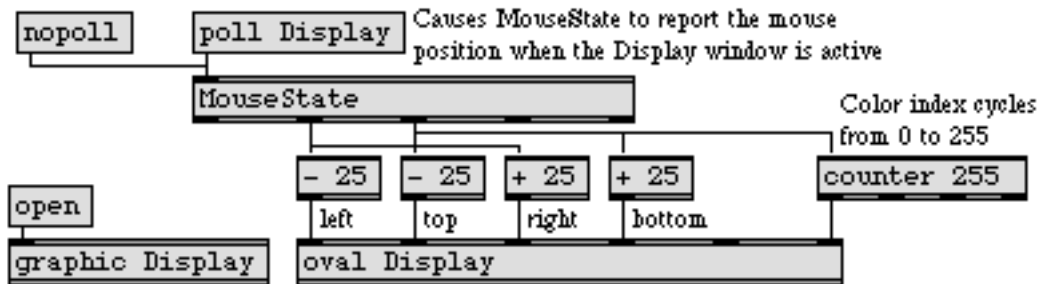 nopoll
poll Display
Causes MouseState to report the mouse
position when the Display window is active
MouseState
Color index cycles
from 0 to 255
- 25
- 25
+ 25
+ 25
counter 255
open
left
top
right
bottom
graphic Display
oval Display